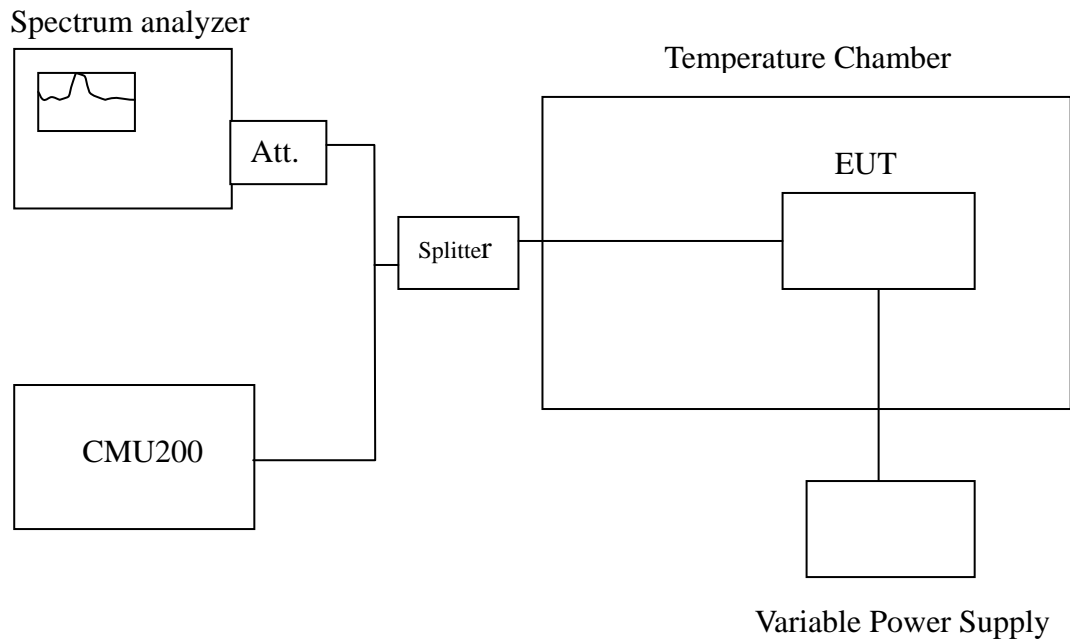 Spectrum analyzer
Temperature Chamber
Att.
EUT
Splitter
CMU200
Variable Power Supply